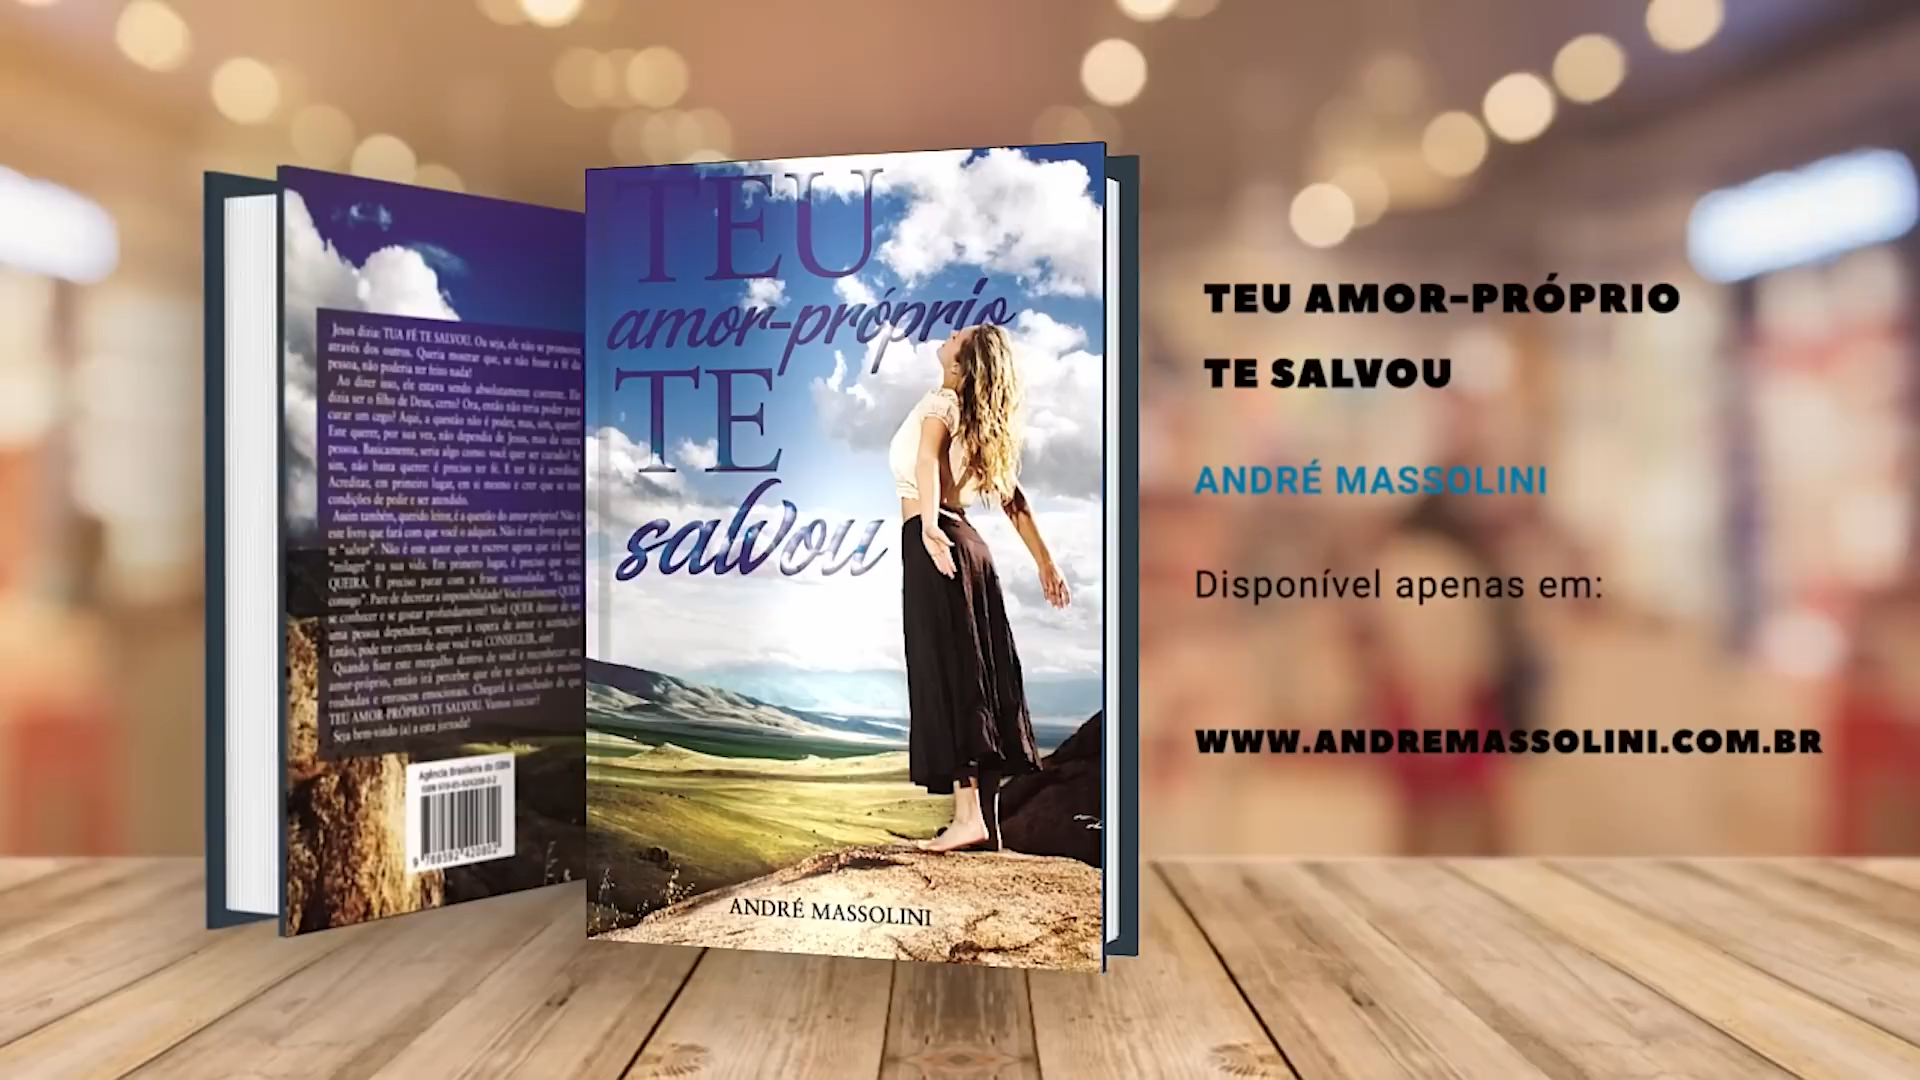 Jesus dizia: TUA FÉ TE SALVOU. Ou seja, ele não se promovia
através dos outros. Queria mostrar que, se não fosse a fé da
pessoa, não poderia ter feito nada!
Ao dizer isso, ele estava sendo absolutamente coerente. Ele
dizia ser o filho de Deus, certo? Ora, então não teria poder para
curar um cego? Aqui, a questão não é poder, mas, sim, querer!
Este querer, por sua vez, não dependia de Jesus, mas da outra
pessoa. Basicamente, seria algo como: você quer ser curado? Se
sim, não basta querer: é preciso ter fé. E ter fé é acreditar.
Acreditar, em primeiro lugar, em si mesmo e crer que se tem
condições de pedir e ser atendido.
Assim também, querido leitor, é a questão do amor-próprio! Não é
este livro que fará com que você o adquira. Não é este livro que irá
te "salvar". Não é este autor que te escreve agora que irá fazer
"milagre" na sua vida. Em primeiro lugar, é preciso que você
QUEIRA. É preciso parar com a frase acomodada: "Eu não
consigo". Pare de decretar a impossibilidade! Você realmente QUER
se conhecer e se gostar profundamente? Você QUER deixar de ser
uma pessoa dependente, sempre à espera de amor e aceitação?
Então, pode ter certeza de que você vai CONSEGUIR, sim!
Quando fizer este mergulho dentro de você e reconhecer seu
amor-próprio, então irá perceber que ele te salvará de muitas
roubadas e enroscos emocionais. Chegará à conclusão de que
TEU AMOR-PRÓPRIO TE SALVOU. Vamos iniciar?
Seja bem-vindo (a) a esta jornada!
Agência Brasileira do ISBN
9 788592 420802
TEU
amor-próprio
TE
salvou
ANDRÉ MASSOLINI
TEU AMOR-PRÓPRIO
TE SALVOU
ANDRÉ MASSOLINI
Disponível apenas em:
WWW.ANDREMASSOLINI.COM.BR